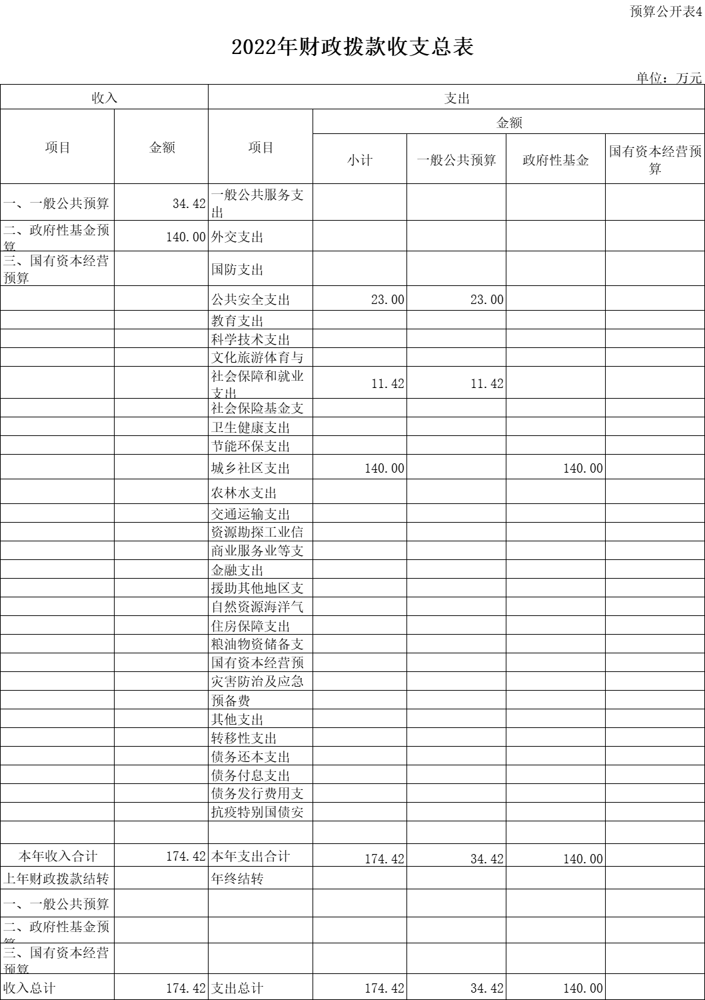 预算公开表4
2022年财政拨款收支总表
单位：万元
收入 支出
项目 金额 项目 金额
小计 一般公共预算 政府性基金 国有资本经营预
算
一、一般公共预算 34.42 一般公共服务支
出
二、政府性基金预
算 140.00 外交支出
三、国有资本经营
预算 国防支出
公共安全支出 23.00 23.00
教育支出
科学技术支出
文化旅游体育与
社会保障和就业
支出 11.42 11.42
社会保险基金支
卫生健康支出
节能环保支出
城乡社区支出 140.00 140.00
农林水支出
交通运输支出
资源勘探工业信
商业服务业等支
金融支出
援助其他地区支
自然资源海洋气
住房保障支出
粮油物资储备支
国有资本经营预
灾害防治及应急
预备费
其他支出
转移性支出
债务还本支出
债务付息支出
债务发行费用支
抗疫特别国债安
本年收入合计 174.42 本年支出合计 174.42 34.42 140.00
上年财政拨款结转 年终结转
一、一般公共预算
二、政府性基金预
算
三、国有资本经营
预算
收入总计 174.42 支出总计 174.42 34.42 140.00